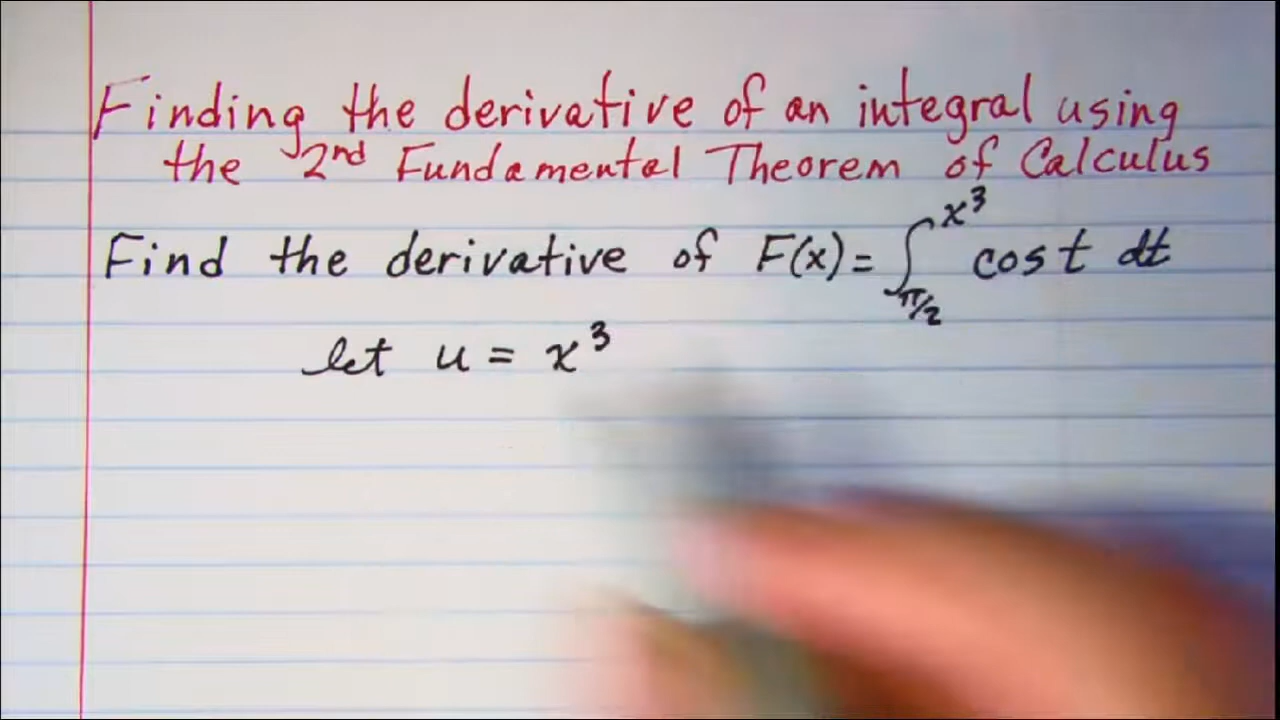 Finding the derivative of an integral using
the 2nd Fundamental Theorem of Calculus
Find the derivative of F(x) = ∫_{π/2}^{x³} cos t dt
let u = x³